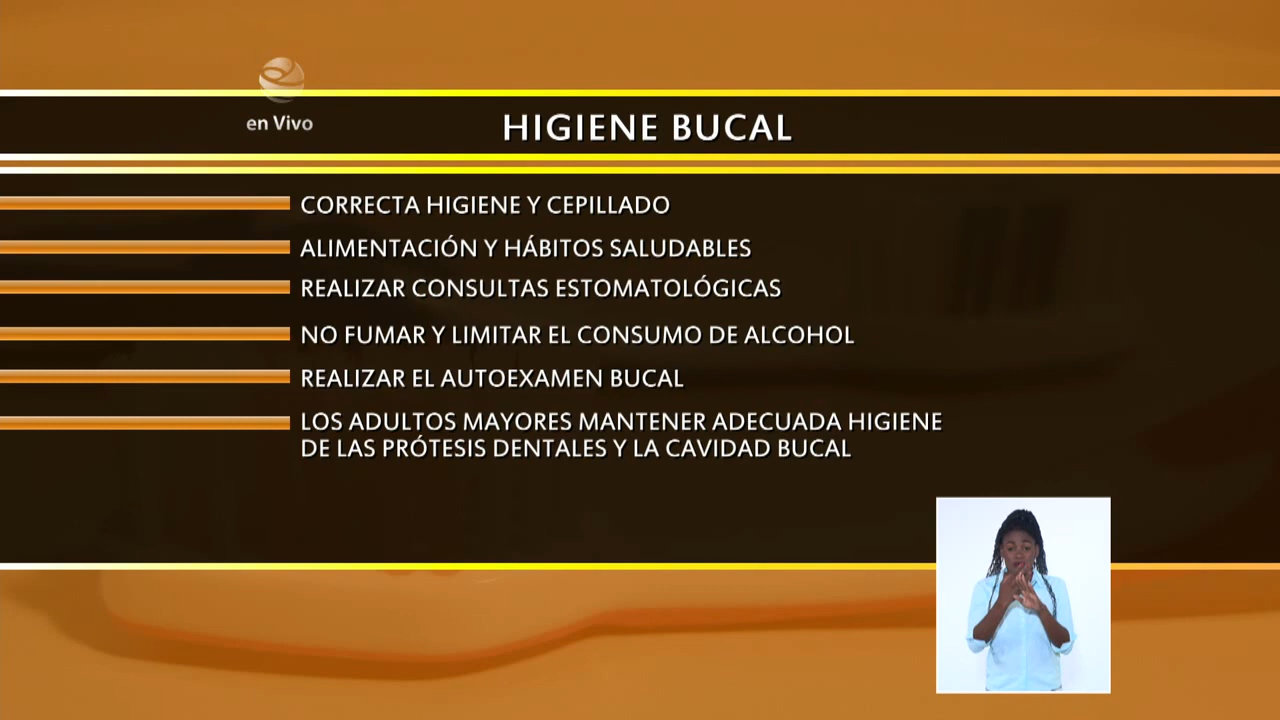 en Vivo
HIGIENE BUCAL
CORRECTA HIGIENE Y CEPILLADO
ALIMENTACIÓN Y HÁBITOS SALUDABLES
REALIZAR CONSULTAS ESTOMATOLÓGICAS
NO FUMAR Y LIMITAR EL CONSUMO DE ALCOHOL
REALIZAR EL AUTOEXAMEN BUCAL
LOS ADULTOS MAYORES MANTENER ADECUADA HIGIENE
DE LAS PRÓTESIS DENTALES Y LA CAVIDAD BUCAL